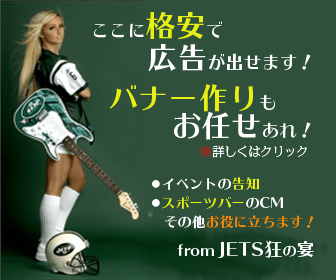 ここに格安で
広告が出せます！
バナー作りも
お任せあれ！
※詳しくはクリック
●イベントの告知
●スポーツバーのCM
その他お役に立ちます！
from JETS狂の宴